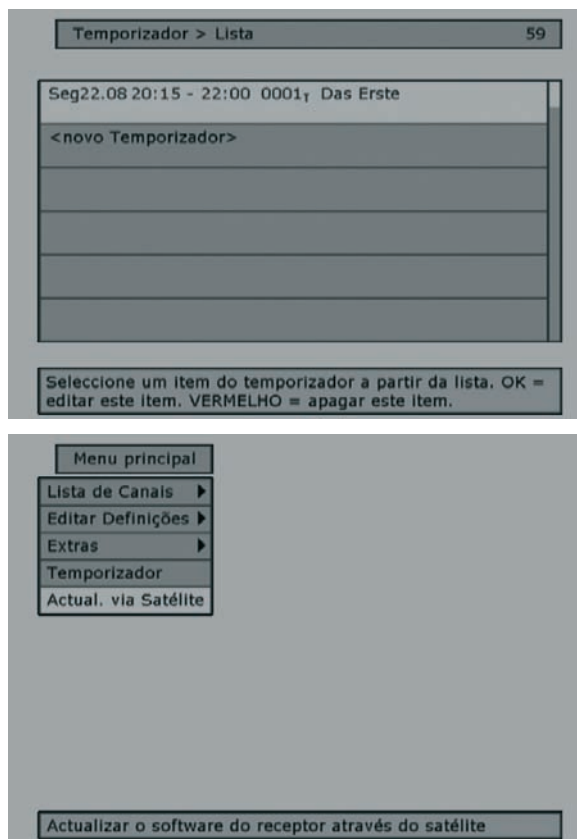 Temporizador > Lista 59
Seg22.08 20:15 - 22:00 0001T Das Erste
<novo Temporizador>
Seleccione um item do temporizador a partir da lista. OK =
editar este item. VERMELHO = apagar este item.
Menu principal
Lista de Canais ▶
Editar Definições ▶
Extras ▶
Temporizador
Actual. via Satélite
Actualizar o software do receptor através do satélite